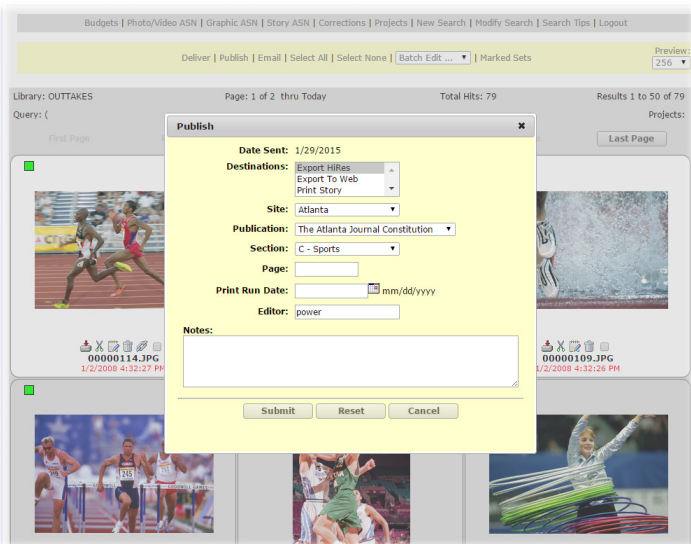 Budgets | Photo/Video ASN | Graphic ASN | Story ASN | Corrections | Projects | New Search | Modify Search | Search Tips | Logout
Deliver | Publish | Email | Select All | Select None | Batch Edit ... | Marked Sets
Preview:
256
Library: OUTTAKES Page: 1 of 2 thru Today Total Hits: 79 Results 1 to 50 of 79
Query: ( Projects:
First Page Last Page
Publish
Date Sent: 1/29/2015
Destinations: Export HiRes
Export To Web
Print Story
Site: Atlanta
Publication: The Atlanta Journal Constitution
Section: C - Sports
Page:
Print Run Date: mm/dd/yyyy
Editor: power
Notes:
Submit Reset Cancel
00000114.JPG
1/2/2008 4:32:27 PM
00000109.JPG
1/2/2008 4:32:26 PM